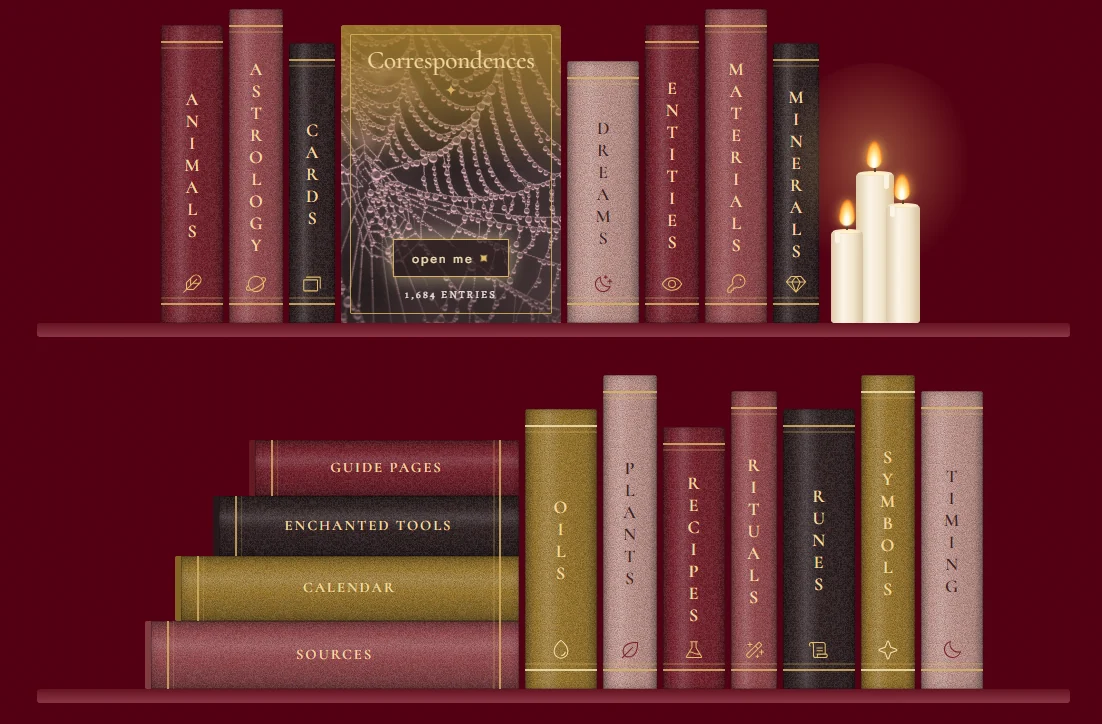 ANIMALS
ASTROLOGY
CARDS
Correspondences
open me
1,684 ENTRIES
DREAMS
ENTITIES
MATERIALS
MINERALS
GUIDE PAGES
ENCHANTED TOOLS
CALENDAR
SOURCES
OILS
PLANTS
RECIPES
RITUALS
RUNES
SYMBOLS
TIMING